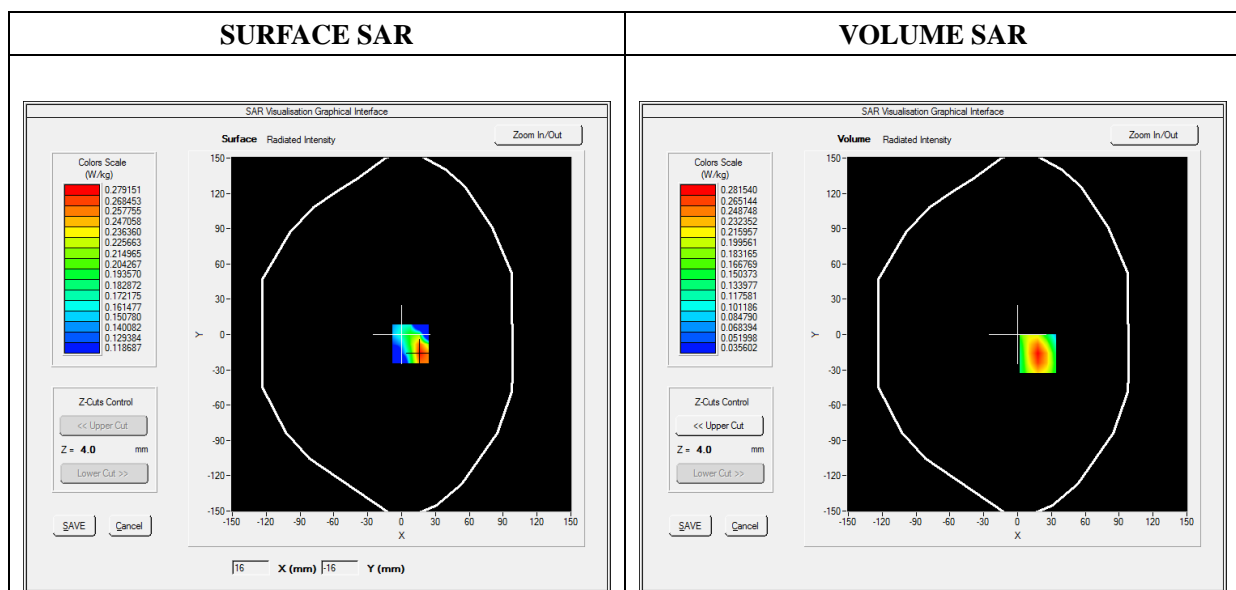 SURFACE SAR
VOLUME SAR
SAR Visualisation Graphical Interface
Surface Radiated Intensity
Zoom In/Out
Colors Scale
(W/kg)
0.279151
0.268453
0.257755
0.247058
0.236360
0.225663
0.214965
0.204267
0.193570
0.182872
0.172175
0.161477
0.150780
0.140082
0.129384
0.118687
Z-Cuts Control
<< Upper Cut
Z = 4.0 mm
Lower Cut >>
SAVE Cancel
150
120
90
60
30
0
-30
-60
-90
-120
-150
Y
-150 -120 -90 -60 -30 0 30 60 90 120 150
X
16 X (mm) -16 Y (mm)
SAR Visualisation Graphical Interface
Volume Radiated Intensity
Zoom In/Out
Colors Scale
(W/kg)
0.281540
0.265144
0.248748
0.232352
0.215957
0.199561
0.183165
0.166769
0.150373
0.133977
0.117581
0.101186
0.084790
0.068394
0.051998
0.035602
Z-Cuts Control
<< Upper Cut
Z = 4.0 mm
Lower Cut >>
SAVE Cancel
150
120
90
60
30
0
-30
-60
-90
-120
-150
Y
-150 -120 -90 -60 -30 0 30 60 90 120 150
X